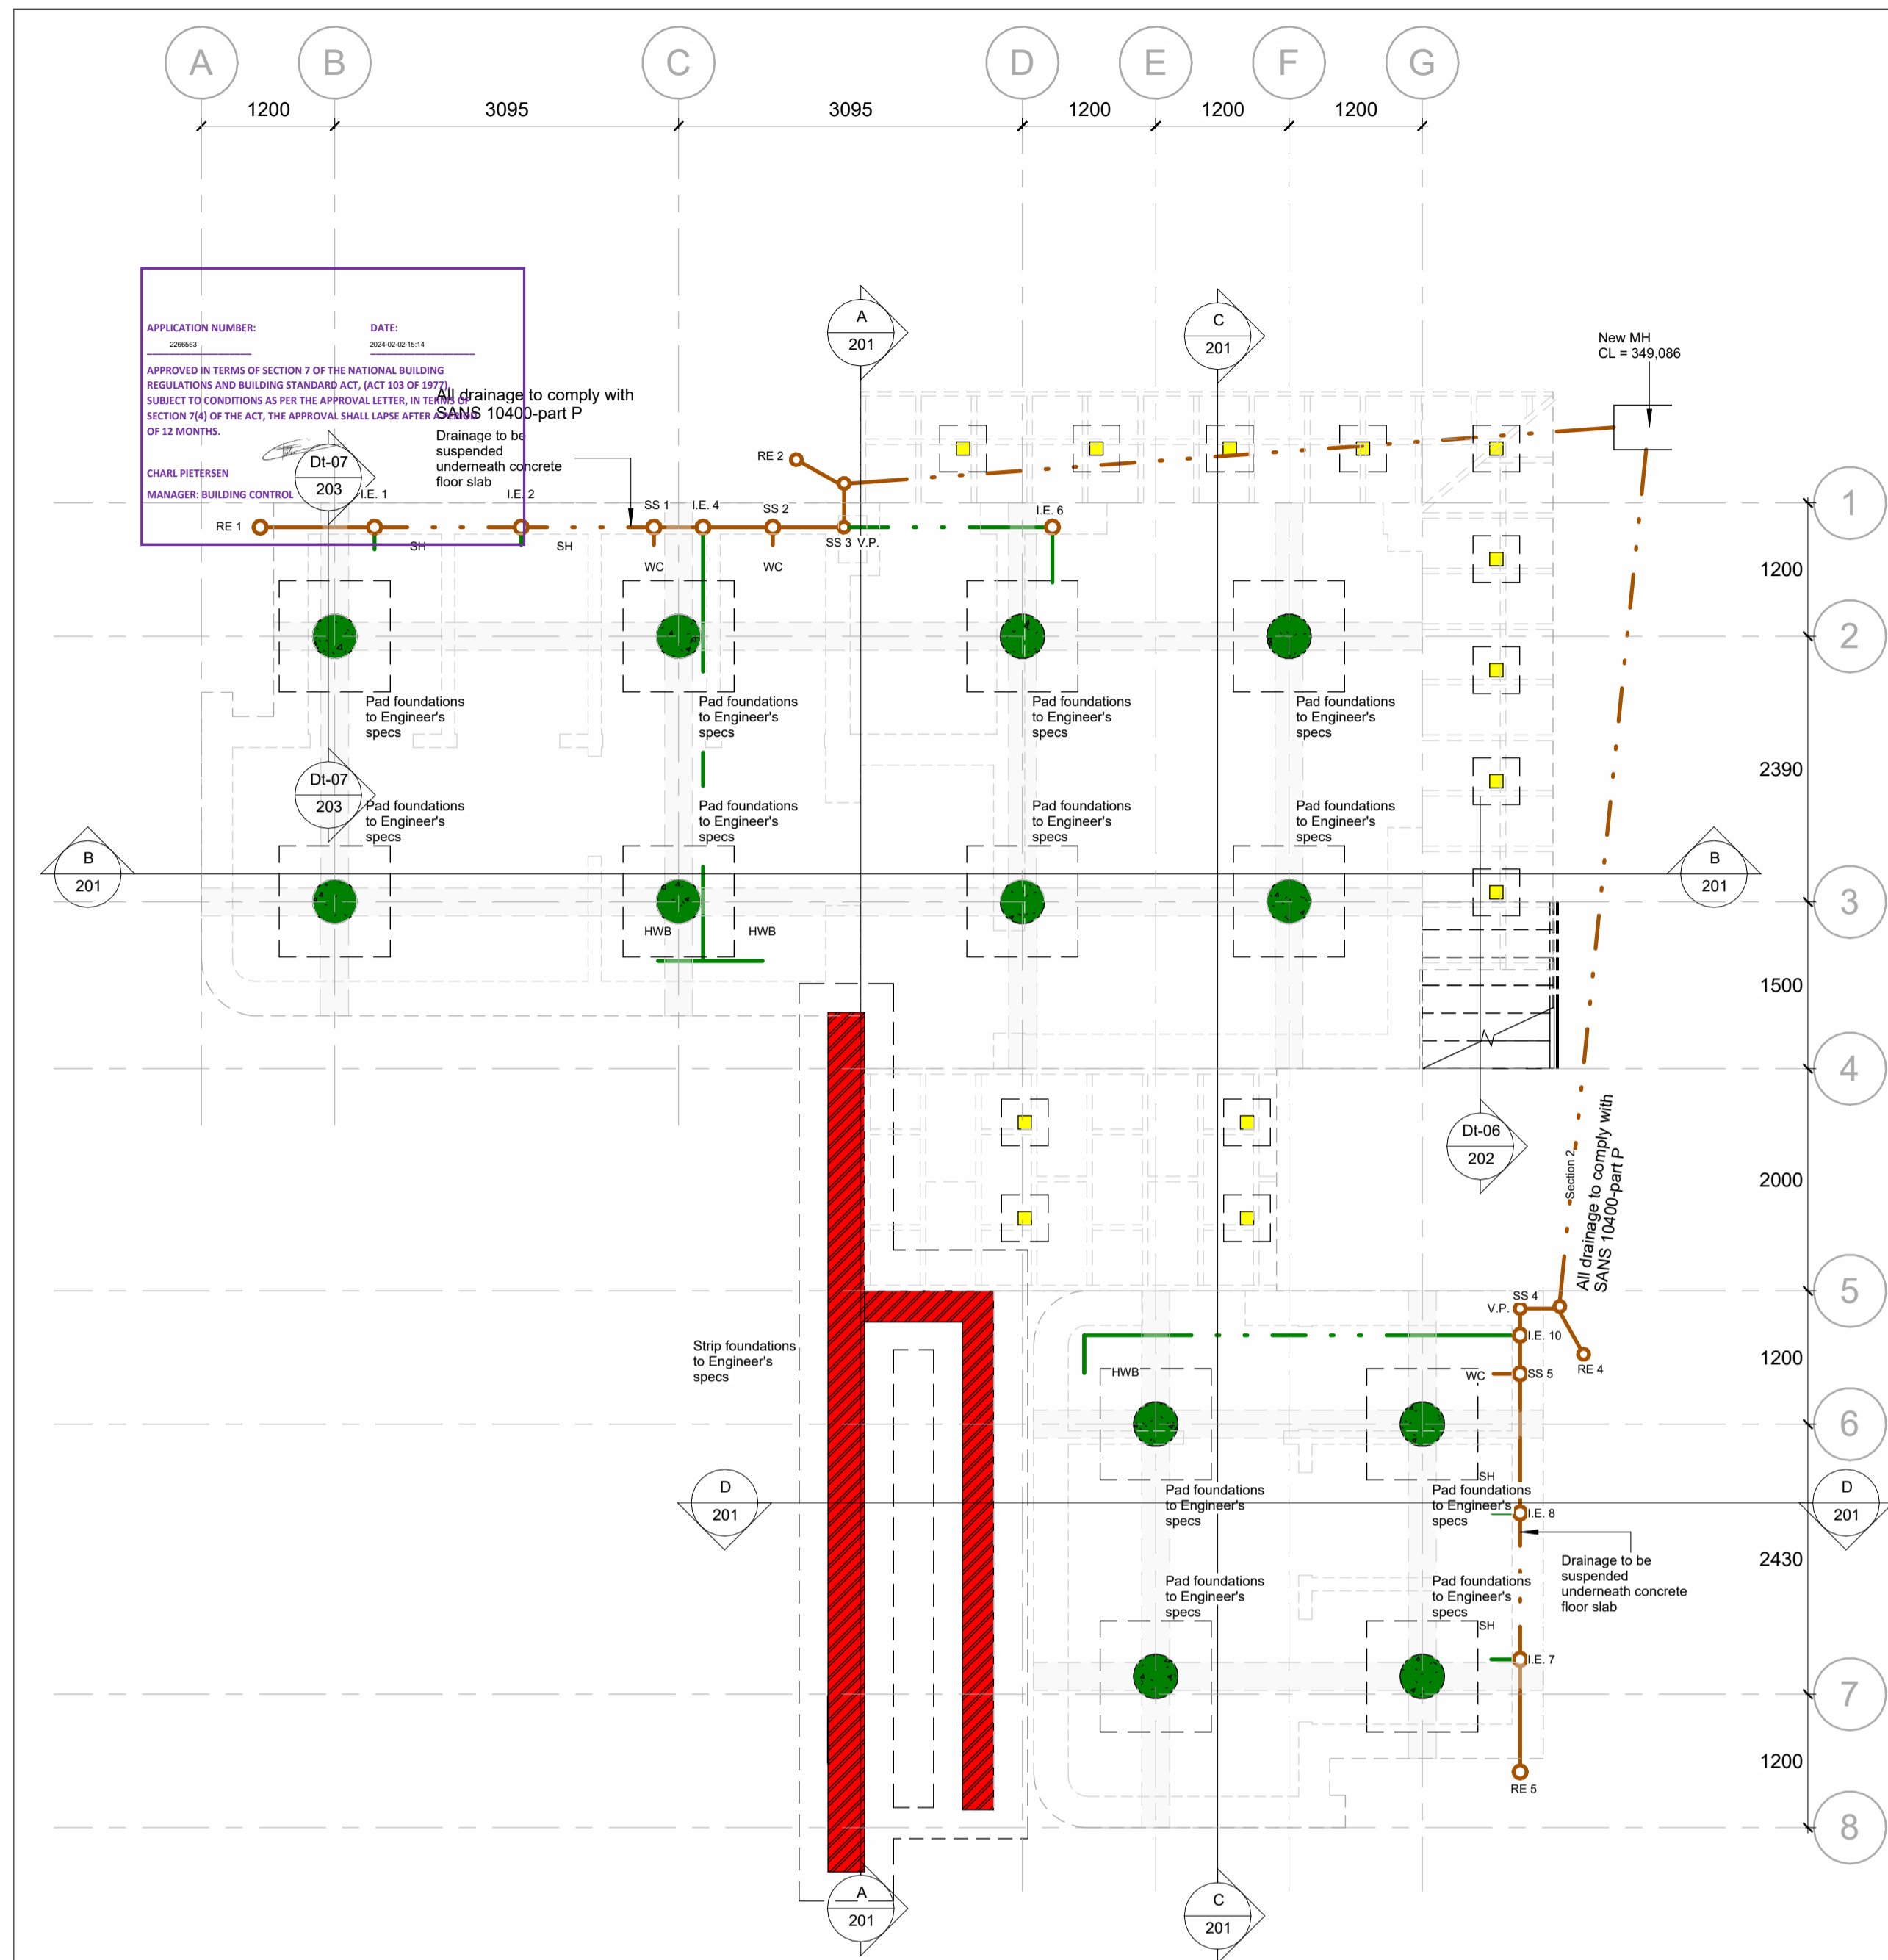 A
B
C
D
E
F
G
1200
3095
3095
1200
1200
1200
APPLICATION NUMBER:
DATE:
2266563
2024-02-02 15:14
APPROVED IN TERMS OF SECTION 7 OF THE NATIONAL BUILDING
REGULATIONS AND BUILDING STANDARD ACT, (ACT 103 OF 1977)
SUBJECT TO CONDITIONS AS PER THE APPROVAL LETTER, IN TERMS OF
SECTION 7(4) OF THE ACT, THE APPROVAL SHALL LAPSE AFTER A PERIOD
OF 12 MONTHS.
CHARL PIETERSEN
MANAGER: BUILDING CONTROL
All drainage to comply with
SANS 10400-part P
Drainage to be
suspended
underneath concrete
floor slab
Dt-07
203
A
201
C
201
New MH
CL = 349,086
RE 2
RE 1
I.E. 1
I.E. 2
SS 1
I.E. 4
SS 2
SS 3
V.P.
I.E. 6
SH
SH
WC
WC
1
1200
2
Pad foundations
to Engineer's
specs
Pad foundations
to Engineer's
specs
Pad foundations
to Engineer's
specs
Pad foundations
to Engineer's
specs
2390
Dt-07
203
Pad foundations
to Engineer's
specs
Pad foundations
to Engineer's
specs
Pad foundations
to Engineer's
specs
Pad foundations
to Engineer's
specs
B
201
B
201
3
HWB
HWB
1500
4
Dt-06
202
Section 2
All drainage to comply with
SANS 10400-part P
2000
5
SS 4
V.P.
I.E. 10
RE 4
Strip foundations
to Engineer's
specs
HWB
WC
SS 5
1200
6
D
201
SH
Pad foundations
to Engineer's
specs
Pad foundations
to Engineer's
specs
I.E. 8
D
201
Drainage to be
suspended
underneath concrete
floor slab
2430
Pad foundations
to Engineer's
specs
Pad foundations
to Engineer's
specs
SH
I.E. 7
7
1200
RE 5
8
A
201
C
201